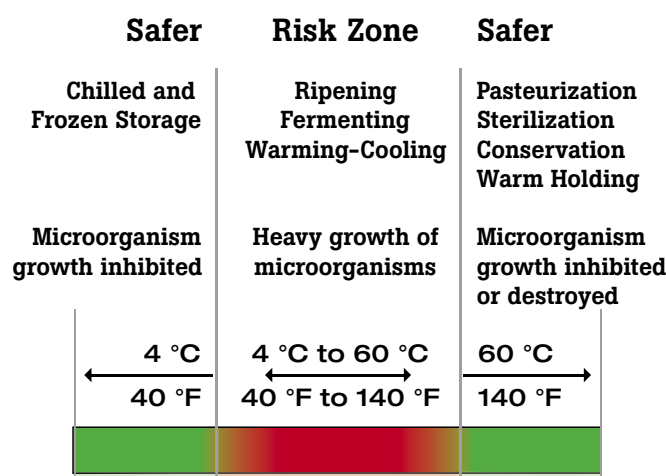 Safer
Chilled and
Frozen Storage
Microorganism
growth inhibited
4 °C
40 °F
Risk Zone
Ripening
Fermenting
Warming-Cooling
Heavy growth of
microorganisms
4 °C to 60 °C
40 °F to 140 °F
Safer
Pasteurization
Sterilization
Conservation
Warm Holding
Microorganism
growth inhibited
or destroyed
60 °C
140 °F